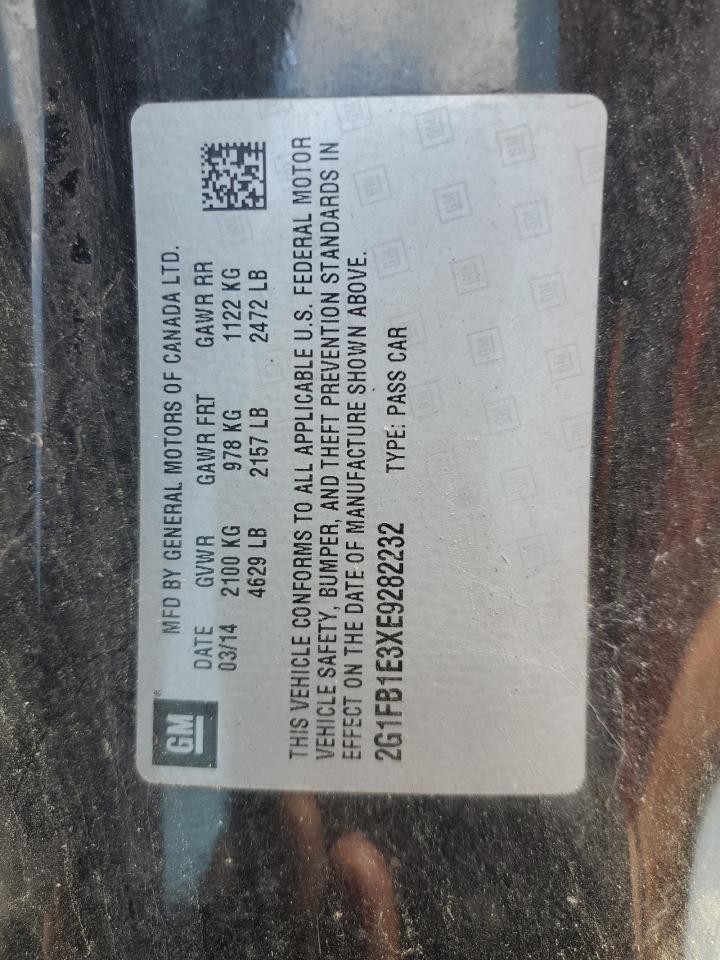 GM®
MFD BY GENERAL MOTORS OF CANADA LTD.
DATE GVWR GAWR FRT GAWR RR
03/14 2100 KG 978 KG 1122 KG
4629 LB 2157 LB 2472 LB
THIS VEHICLE CONFORMS TO ALL APPLICABLE U.S. FEDERAL MOTOR
VEHICLE SAFETY, BUMPER, AND THEFT PREVENTION STANDARDS IN
EFFECT ON THE DATE OF MANUFACTURE SHOWN ABOVE.
2G1FB1E3XE9282232 TYPE: PASS CAR